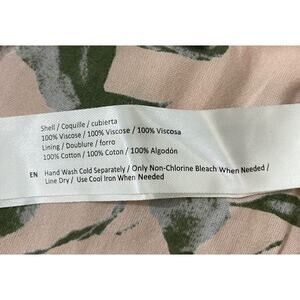 Shell / Coquille / cubierta
100% Viscose / 100% Viscose / 100% Viscosa
Lining / Doublure / forro
100% Cotton / 100% Coton / 100% Algodón
EN Hand Wash Cold Separately / Only Non-Chlorine Bleach When Needed /
Line Dry / Use Cool Iron When Needed